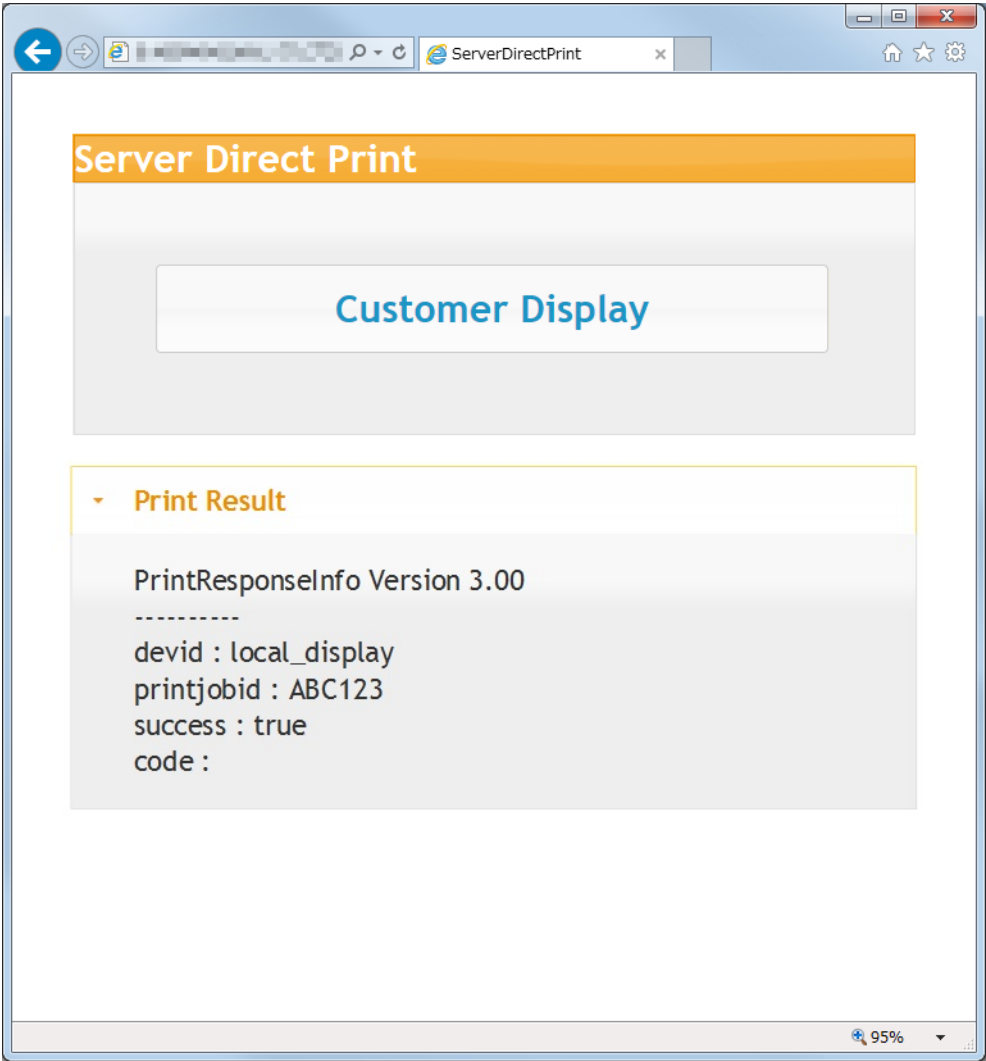 ServerDirectPrint
Server Direct Print
Customer Display
Print Result
PrintResponseInfo Version 3.00
----------
devid : local_display
printjobid : ABC123
success : true
code :
95%